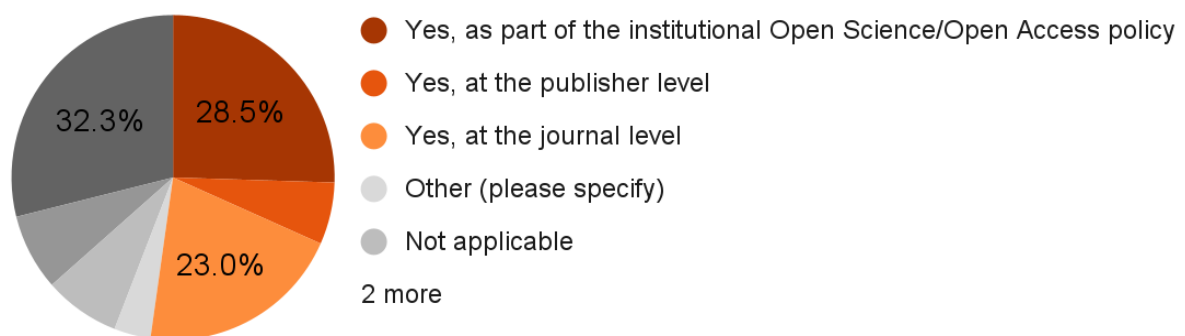 32.3%
28.5%
23.0%
Yes, as part of the institutional Open Science/Open Access policy
Yes, at the publisher level
Yes, at the journal level
Other (please specify)
Not applicable
2 more